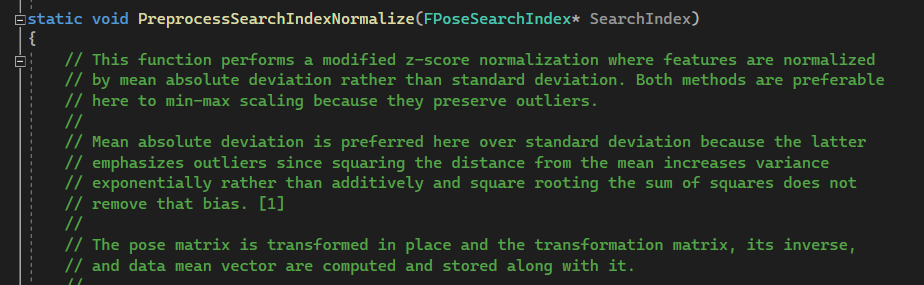 static void PreprocessSearchIndexNormalize(FPoseSearchIndex* SearchIndex)
{
// This function performs a modified z-score normalization where features are normalized
// by mean absolute deviation rather than standard deviation. Both methods are preferable
// here to min-max scaling because they preserve outliers.
//
// Mean absolute deviation is preferred here over standard deviation because the latter
// emphasizes outliers since squaring the distance from the mean increases variance
// exponentially rather than additively and square rooting the sum of squares does not
// remove that bias. [1]
//
// The pose matrix is transformed in place and the transformation matrix, its inverse,
// and data mean vector are computed and stored along with it.
//